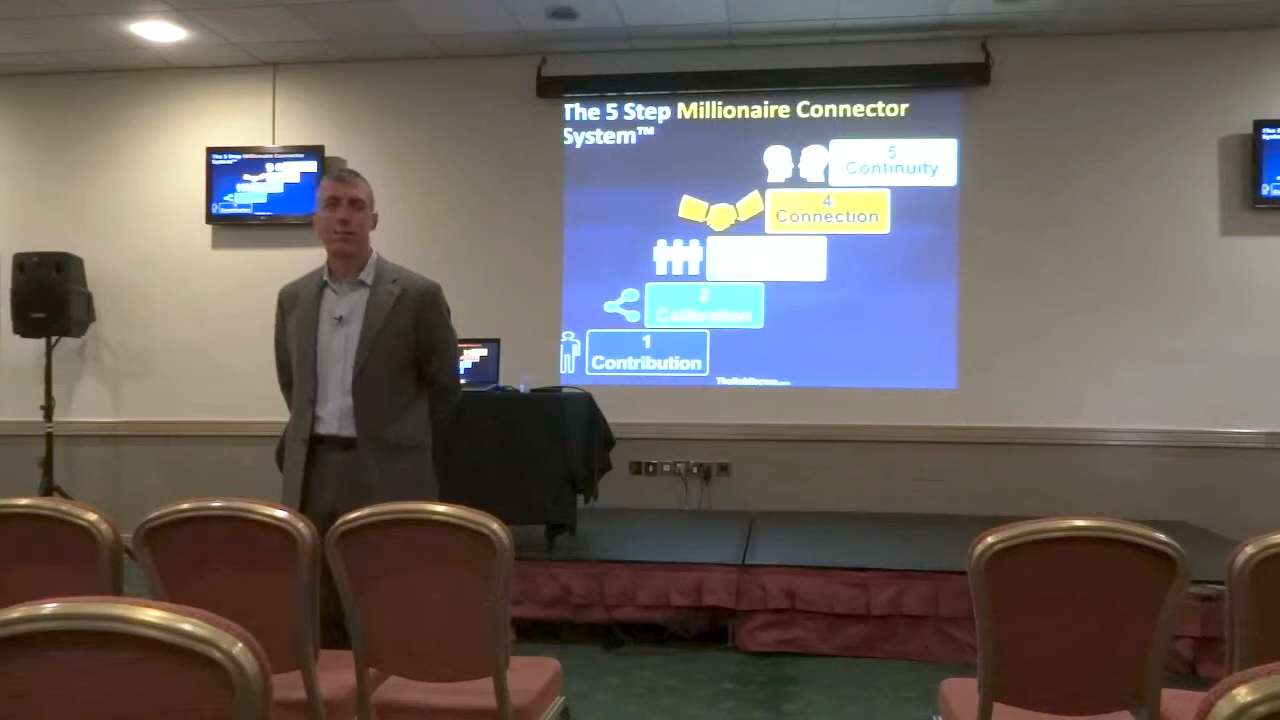 The 5 Step Millionaire Connector
System™
5
Continuity
4
Connection
2
Calibration
1
Contribution